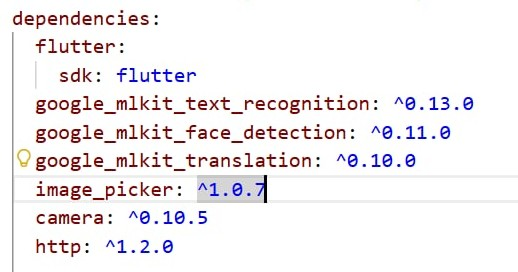 dependencies:
  flutter:
    sdk: flutter
  google_mlkit_text_recognition: ^0.13.0
  google_mlkit_face_detection: ^0.11.0
  google_mlkit_translation: ^0.10.0
  image_picker: ^1.0.7
  camera: ^0.10.5
  http: ^1.2.0